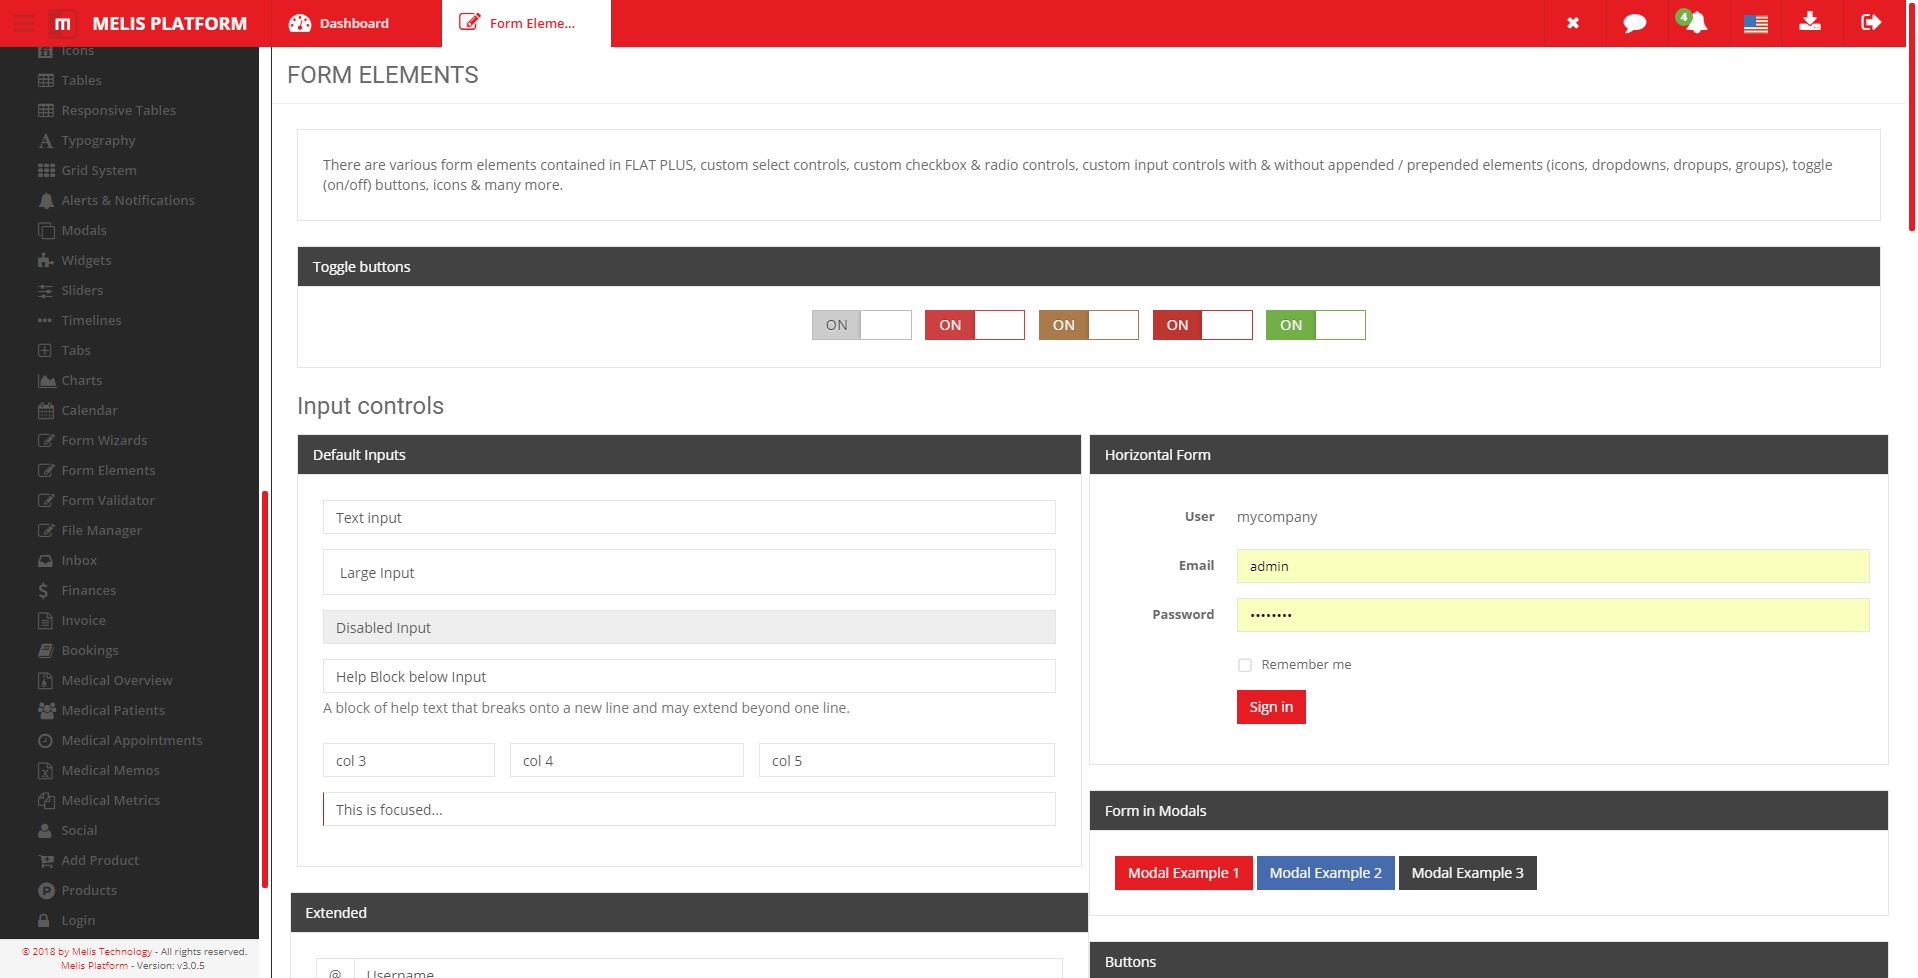 m MELIS PLATFORM
Dashboard
Form Eleme...
4
Icons
Tables
Responsive Tables
Typography
Grid System
Alerts & Notifications
Modals
Widgets
Sliders
Timelines
Tabs
Charts
Calendar
Form Wizards
Form Elements
Form Validator
File Manager
Inbox
Finances
Invoice
Bookings
Medical Overview
Medical Patients
Medical Appointments
Medical Memos
Medical Metrics
Social
Add Product
Products
Login
© 2018 by Melis Technology - All rights reserved.
Melis Platform - Version: v3.0.5
FORM ELEMENTS
There are various form elements contained in FLAT PLUS, custom select controls, custom checkbox & radio controls, custom input controls with & without appended / prepended elements (icons, dropdowns, dropups, groups), toggle
(on/off) buttons, icons & many more.
Toggle buttons
ON ON ON ON ON
Input controls
Default Inputs
Text input
Large Input
Disabled Input
Help Block below Input
A block of help text that breaks onto a new line and may extend beyond one line.
col 3 col 4 col 5
This is focused...
Extended
@ Username
Horizontal Form
User mycompany
Email admin
Password ••••••••
Remember me
Sign in
Form in Modals
Modal Example 1 Modal Example 2 Modal Example 3
Buttons